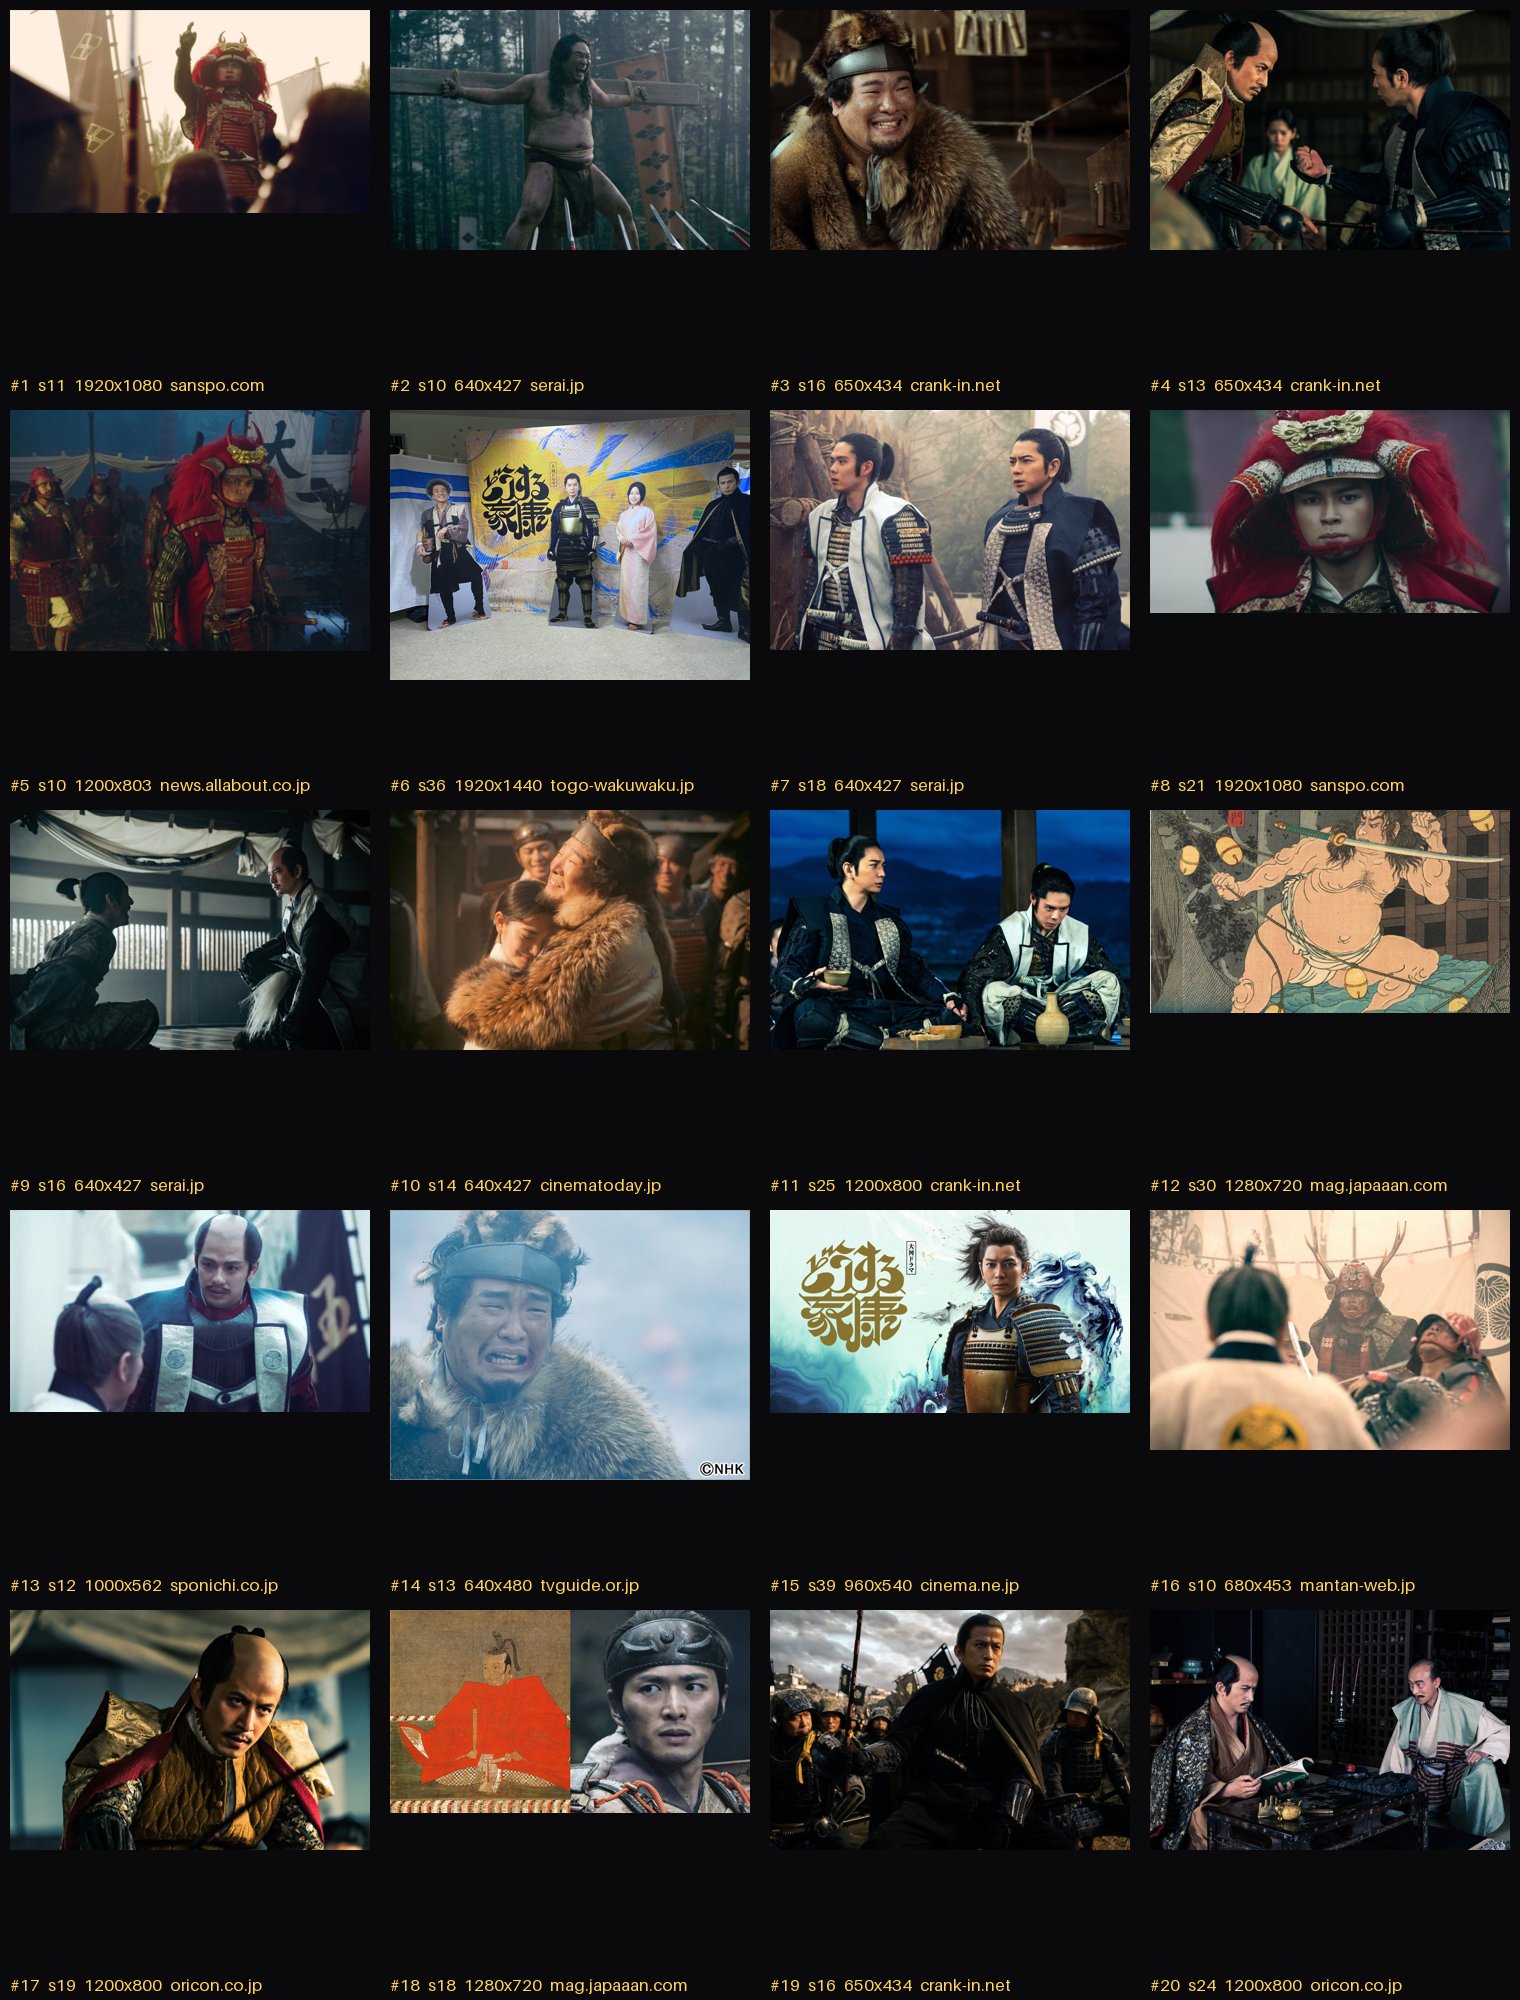 #1 s11 1920x1080 sanspo.com
#2 s10 640x427 serai.jp
#3 s16 650x434 crank-in.net
#4 s13 650x434 crank-in.net
大
大河ドラマ
どうする
家康
#5 s10 1200x803 news.allabout.co.jp
#6 s36 1920x1440 togo-wakuwaku.jp
#7 s18 640x427 serai.jp
#8 s21 1920x1080 sanspo.com
#9 s16 640x427 serai.jp
#10 s14 640x427 cinematoday.jp
#11 s25 1200x800 crank-in.net
#12 s30 1280x720 mag.japaaan.com
五
©NHK
大河ドラマ
どうする
家康
#13 s12 1000x562 sponichi.co.jp
#14 s13 640x480 tvguide.or.jp
#15 s39 960x540 cinema.ne.jp
#16 s10 680x453 mantan-web.jp
#17 s19 1200x800 oricon.co.jp
#18 s18 1280x720 mag.japaaan.com
#19 s16 650x434 crank-in.net
#20 s24 1200x800 oricon.co.jp